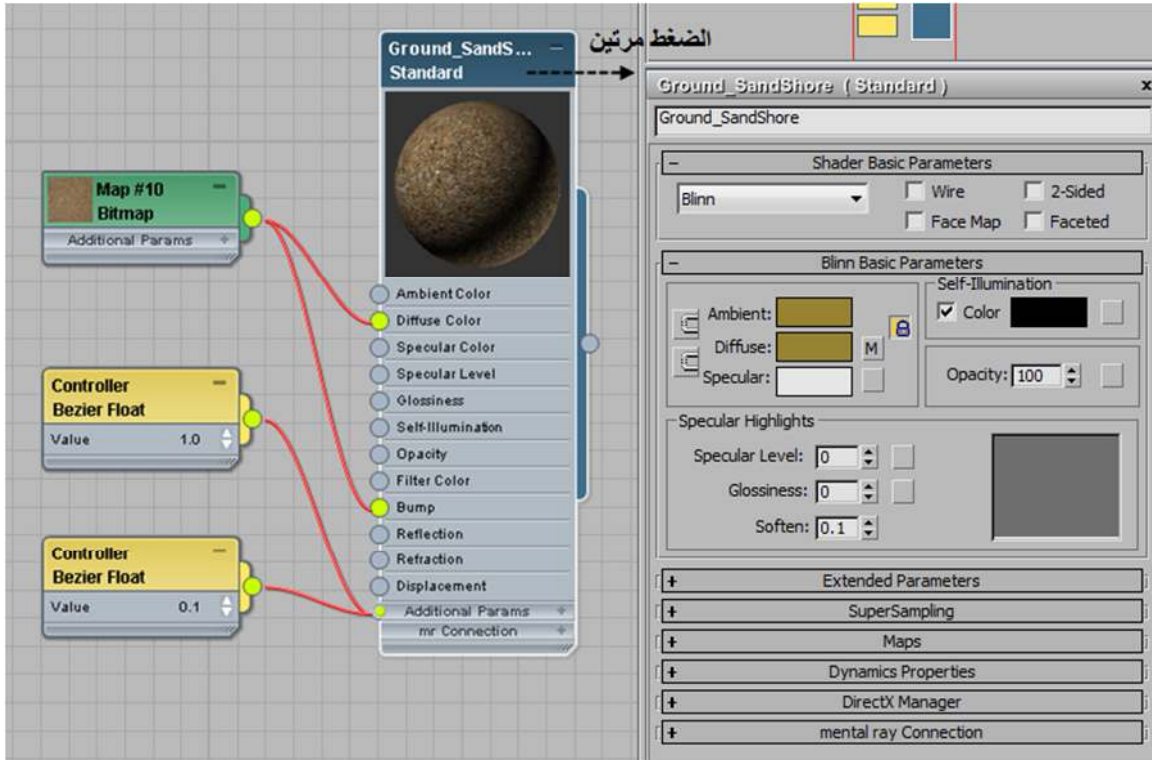 الضغط مرتين
Ground_SandS...
Standard
Map #10
Bitmap
Additional Params
Controller
Bezier Float
Value 1.0
Controller
Bezier Float
Value 0.1
Ambient Color
Diffuse Color
Specular Color
Specular Level
Glossiness
Self-Illumination
Opacity
Filter Color
Bump
Reflection
Refraction
Displacement
Additional Params
mr Connection
Ground_SandShore ( Standard ) x
Ground_SandShore
Shader Basic Parameters
Blinn Wire 2-Sided
Face Map Faceted
Blinn Basic Parameters
Self-Illumination
Ambient: Color
Diffuse: M
Specular: Opacity: 100
Specular Highlights
Specular Level: 0
Glossiness: 0
Soften: 0.1
Extended Parameters
SuperSampling
Maps
Dynamics Properties
DirectX Manager
mental ray Connection